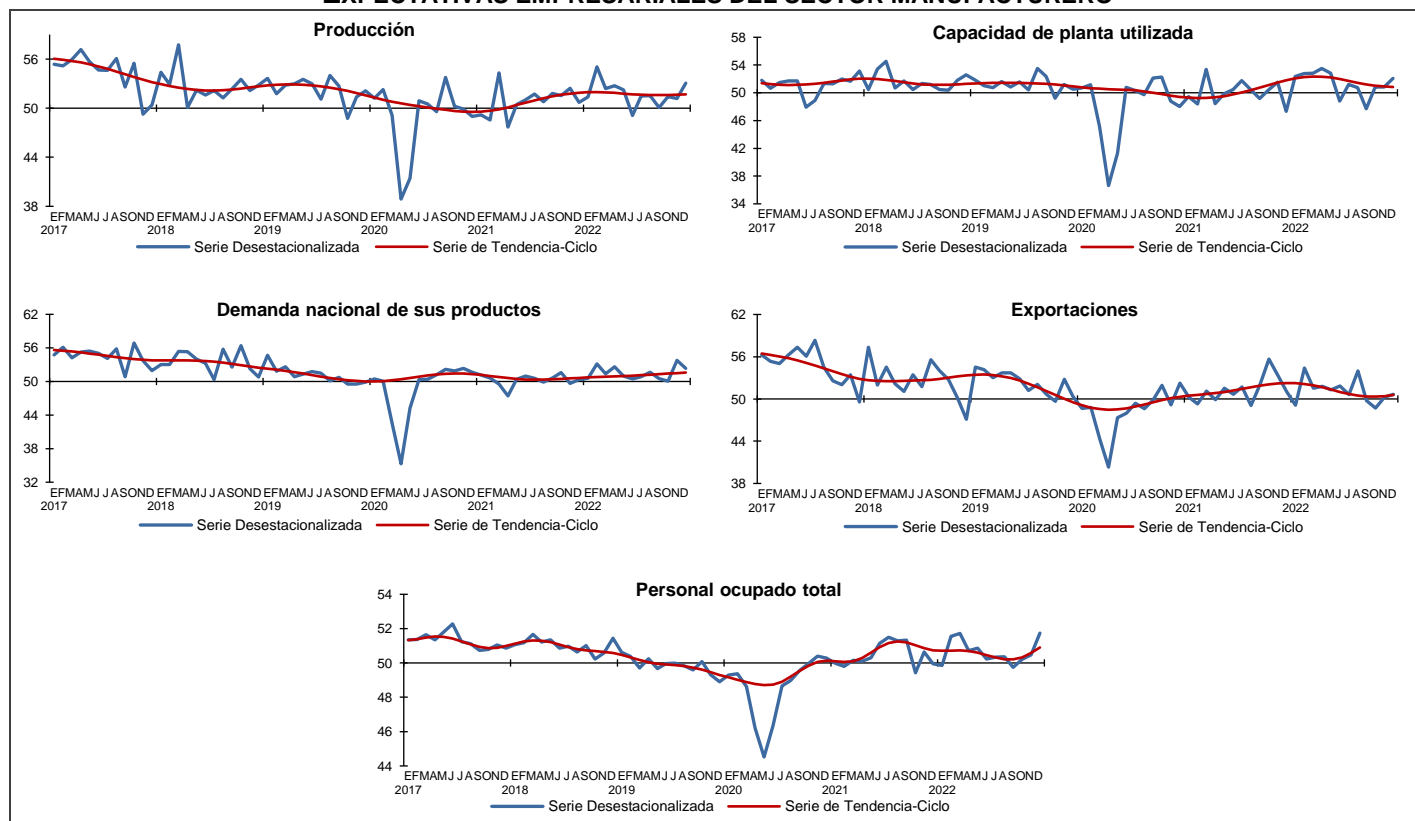 EXPECTATIVAS EMPRESARIALES DEL SECTOR MANUFACTURERO
Producción
56
50
44
38
EFMAMJ J ASOND EFMAMJ J ASOND EFMAMJ J ASOND EFMAMJ J ASOND EFMAMJ J ASOND EFMAMJ J ASOND
2017 2018 2019 2020 2021 2022
Serie Desestacionalizada Serie de Tendencia-Ciclo
Capacidad de planta utilizada
58
54
50
46
42
38
34
EFMAMJ J ASOND EFMAMJ J ASOND EFMAMJ J ASOND EFMAMJ J ASOND EFMAMJ J ASOND EFMAMJ J ASOND
2017 2018 2019 2020 2021 2022
Serie Desestacionalizada Serie de Tendencia-Ciclo
Demanda nacional de sus productos
62
56
50
44
38
32
EFMAMJ J ASOND EFMAMJ J ASOND EFMAMJ J ASOND EFMAMJ J ASOND EFMAMJ J ASOND EFMAMJ J ASOND
2017 2018 2019 2020 2021 2022
Serie Desestacionalizada Serie de Tendencia-Ciclo
Exportaciones
62
56
50
44
38
EFMAMJ J ASOND EFMAMJ J ASOND EFMAMJ J ASOND EFMAMJ J ASOND EFMAMJ J ASOND EFMAMJ J ASOND
2017 2018 2019 2020 2021 2022
Serie Desestacionalizada Serie de Tendencia-Ciclo
Personal ocupado total
54
52
50
48
46
44
EFMAMJ J ASOND EFMAMJ J ASOND EFMAMJ J ASOND EFMAMJ J ASOND EFMAMJ J ASOND EFMAMJ J ASOND
2017 2018 2019 2020 2021 2022
Serie Desestacionalizada Serie de Tendencia-Ciclo